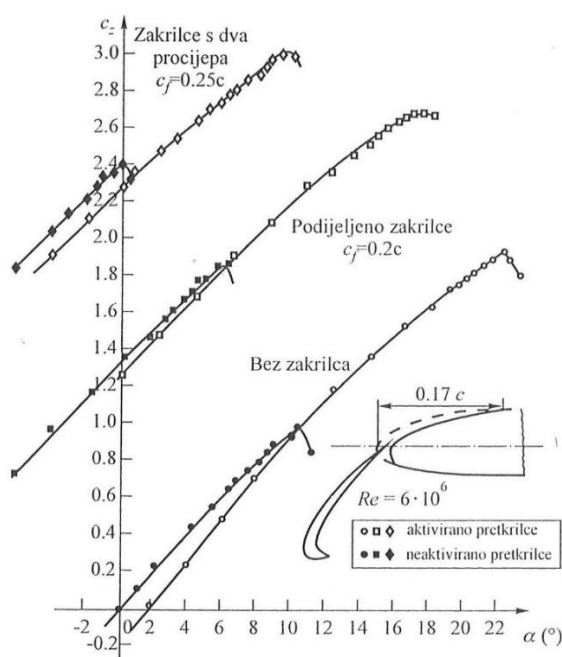 c_z
Zakrilce s dva
procijepa
c_f=0.25c
3.0
2.8
2.6
2.4
2.2
2.0
1.8
1.6
1.4
1.2
1.0
0.8
0.6
0.4
0.2
-0.2
Podijeljeno zakrilce
c_f=0.2c
Bez zakrilca
0.17 c
Re = 6·10⁶
aktivirano pretkrilce
neaktivirano pretkrilce
-2 0 2 4 6 8 10 12 14 16 18 20 22 α (°)